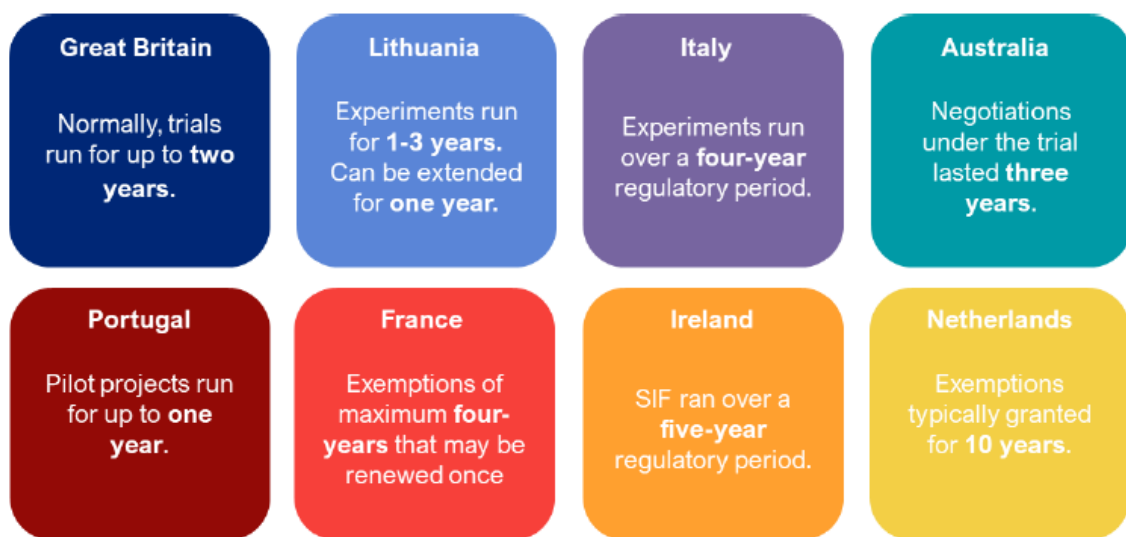 Great Britain
Normally, trials
run for up to two
years.
Lithuania
Experiments run
for 1-3 years.
Can be extended
for one year.
Italy
Experiments run
over a four-year
regulatory period.
Australia
Negotiations
under the trial
lasted three
years.
Portugal
Pilot projects run
for up to one
year.
France
Exemptions of
maximum four-
years that may be
renewed once
Ireland
SIF ran over a
five-year
regulatory period.
Netherlands
Exemptions
typically granted
for 10 years.